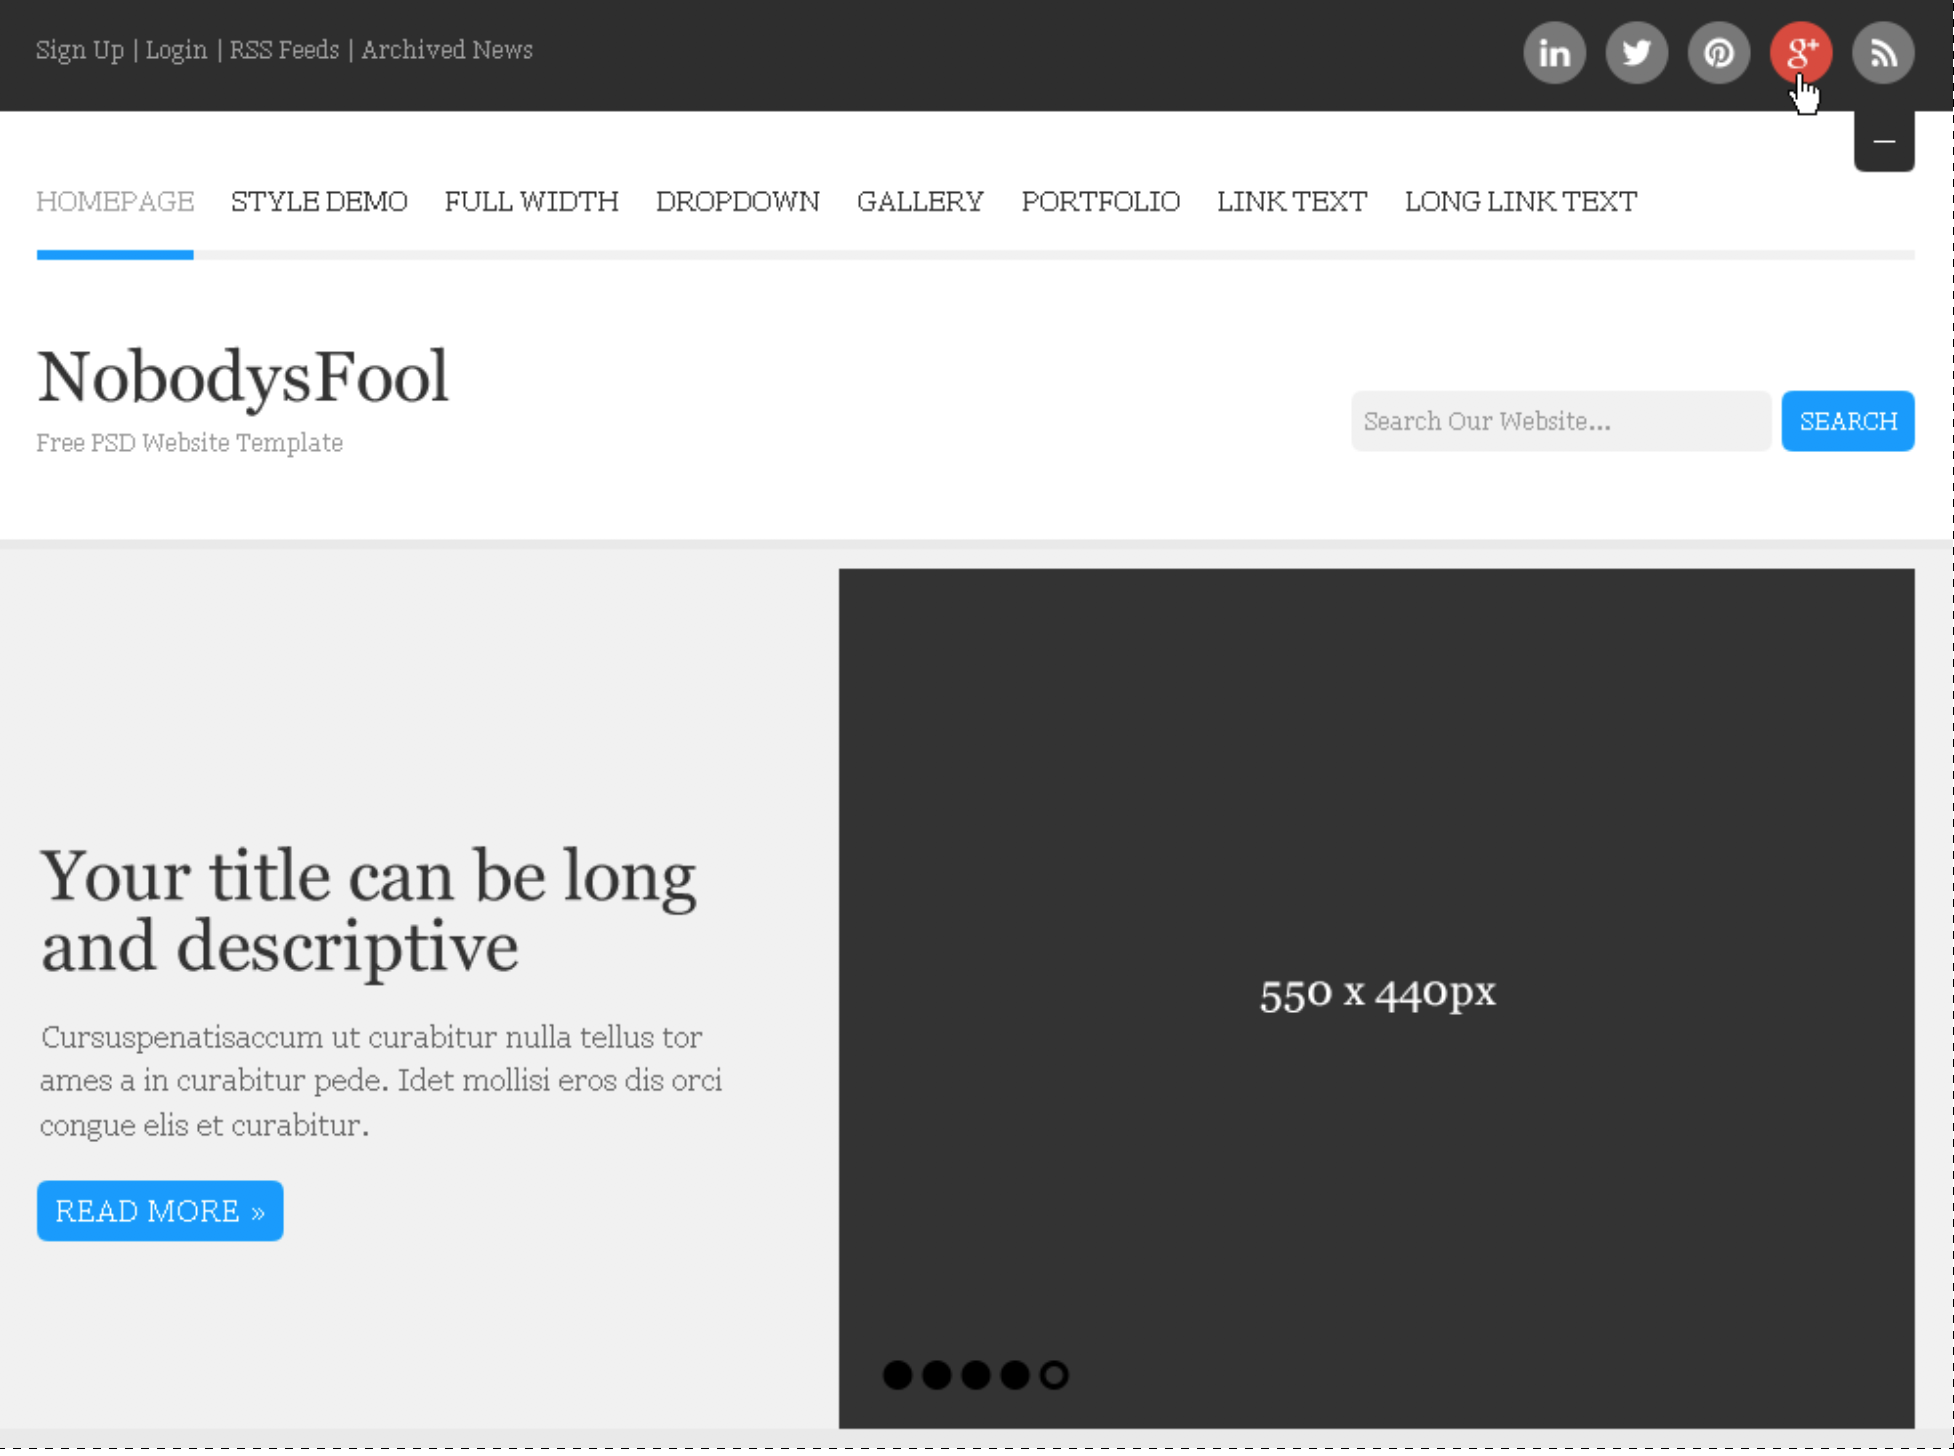 Sign Up | Login | RSS Feeds | Archived News
in
g+
HOMEPAGE STYLE DEMO FULL WIDTH DROPDOWN GALLERY PORTFOLIO LINK TEXT LONG LINK TEXT
NobodysFool
Free PSD Website Template
Search Our Website...
SEARCH
Your title can be long
and descriptive
Cursuspenatisaccum ut curabitur nulla tellus tor
ames a in curabitur pede. Idet mollisi eros dis orci
congue elis et curabitur.
READ MORE »
550 x 440px